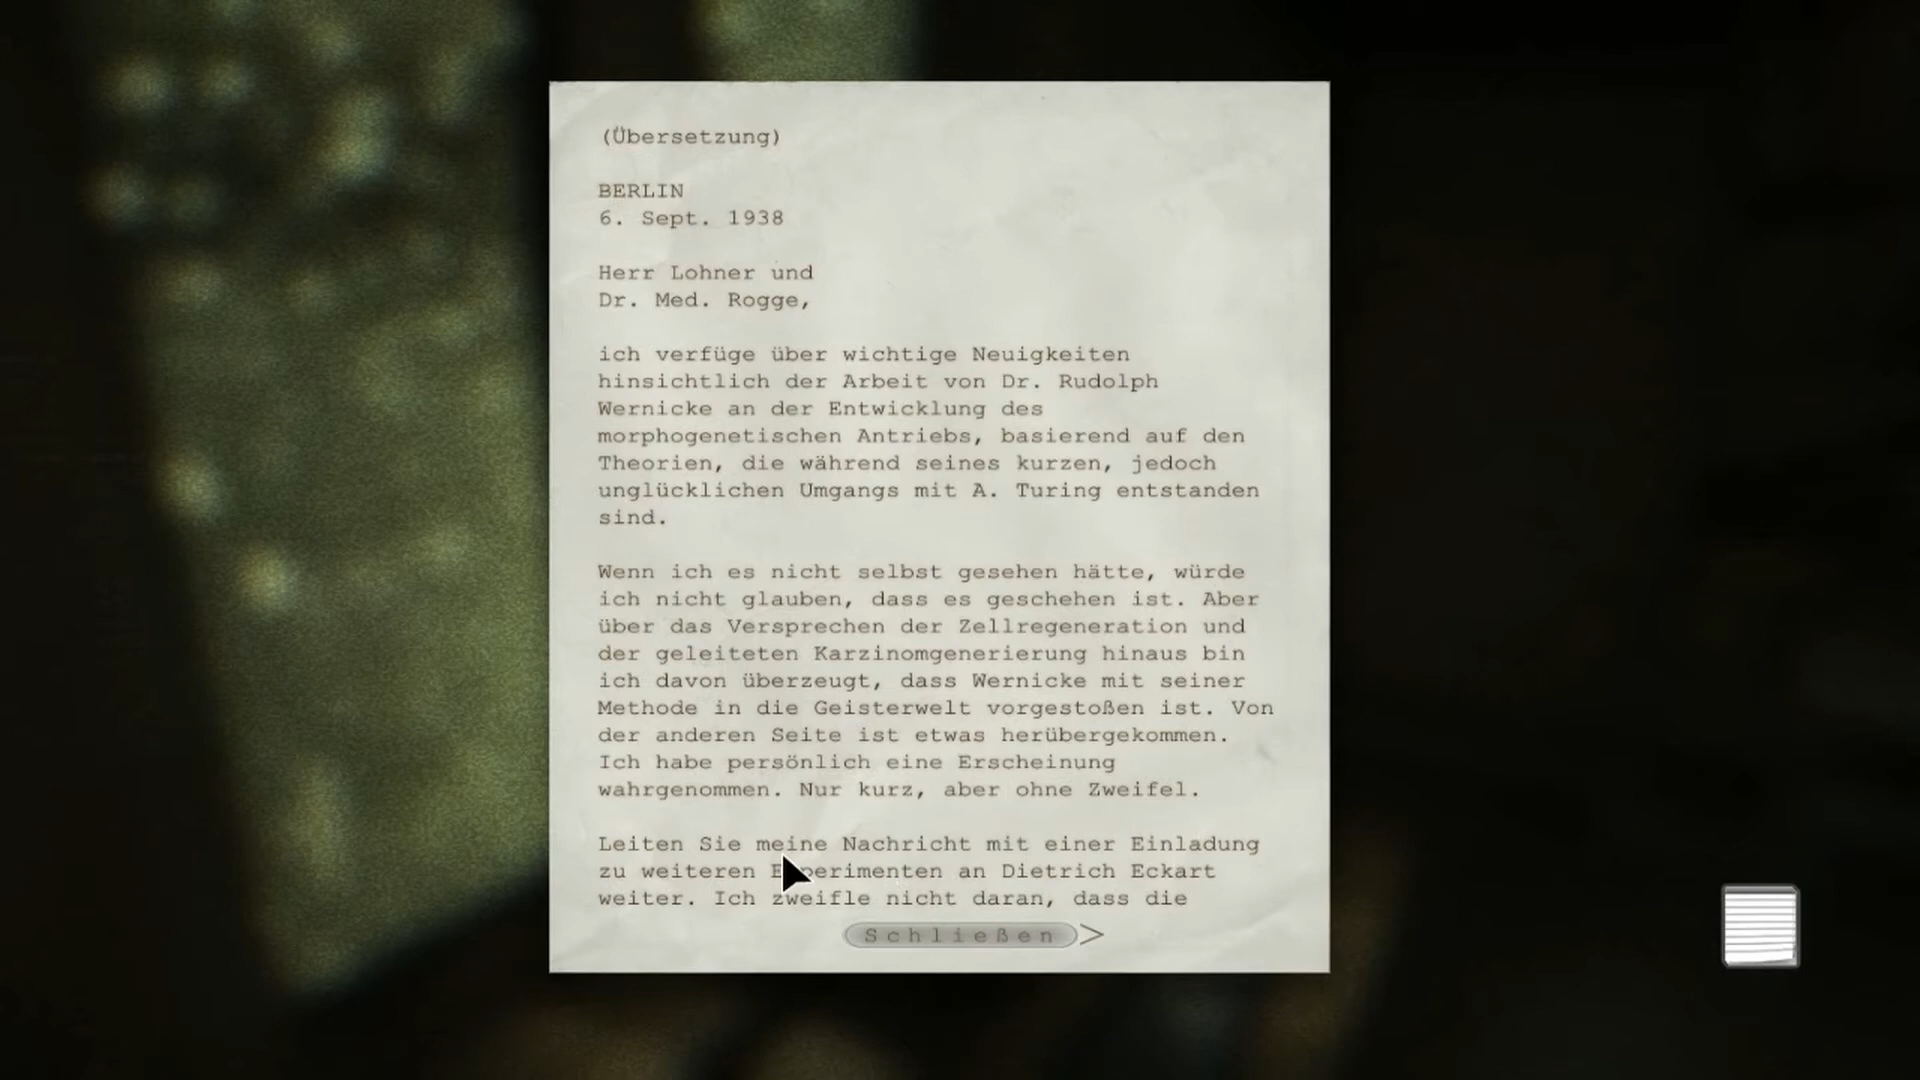 (Übersetzung)
BERLIN
6. Sept. 1938
Herr Lohner und
Dr. Med. Rogge,
ich verfüge über wichtige Neuigkeiten
hinsichtlich der Arbeit von Dr. Rudolph
Wernicke an der Entwicklung des
morphogenetischen Antriebs, basierend auf den
Theorien, die während seines kurzen, jedoch
unglücklichen Umgangs mit A. Turing entstanden
sind.
Wenn ich es nicht selbst gesehen hätte, würde
ich nicht glauben, dass es geschehen ist. Aber
über das Versprechen der Zellregeneration und
der geleiteten Karzinomgenerierung hinaus bin
ich davon überzeugt, dass Wernicke mit seiner
Methode in die Geisterwelt vorgestoßen ist. Von
der anderen Seite ist etwas herübergekommen.
Ich habe persönlich eine Erscheinung
wahrgenommen. Nur kurz, aber ohne Zweifel.
Leiten Sie meine Nachricht mit einer Einladung
zu weiteren Experimenten an Dietrich Eckart
weiter. Ich zweifle nicht daran, dass die
Schließen >